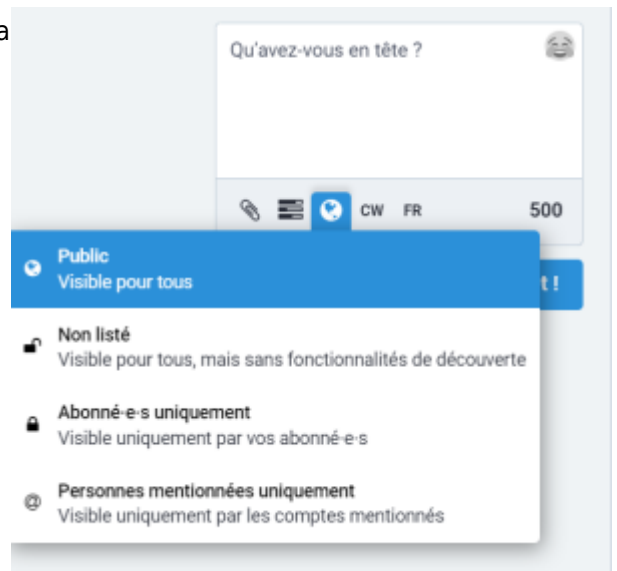 a
Qu'avez-vous en tête ?
CW FR 500
Public
Visible pour tous
t !
Non listé
Visible pour tous, mais sans fonctionnalités de découverte
Abonné·e·s uniquement
Visible uniquement par vos abonné·e·s
@ Personnes mentionnées uniquement
Visible uniquement par les comptes mentionnés